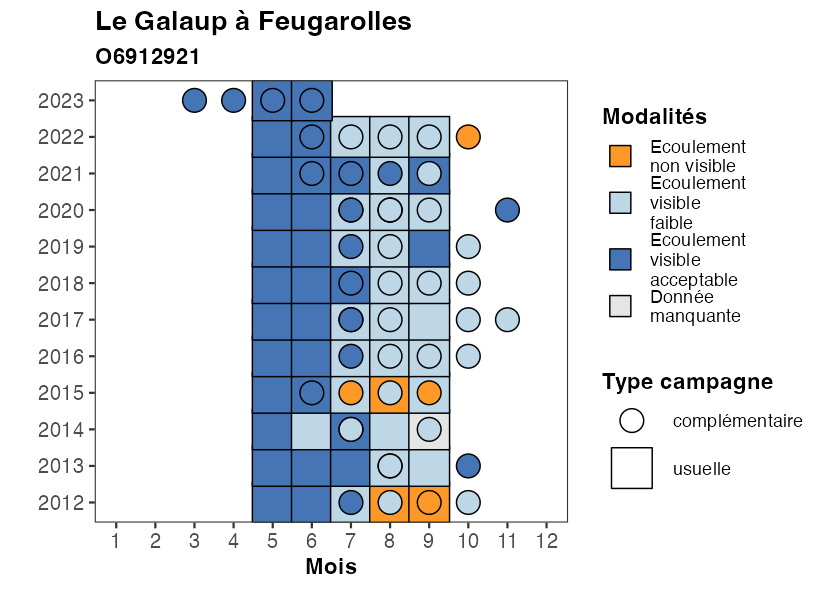 Le Galaup à Feugarolles
O6912921
2023
2022
2021
2020
2019
2018
2017
2016
2015
2014
2013
2012
1 2 3 4 5 6 7 8 9 10 11 12
Mois
Modalités
Ecoulement
non visible
Ecoulement
visible
faible
Ecoulement
visible
acceptable
Donnée
manquante
Type campagne
complémentaire
usuelle